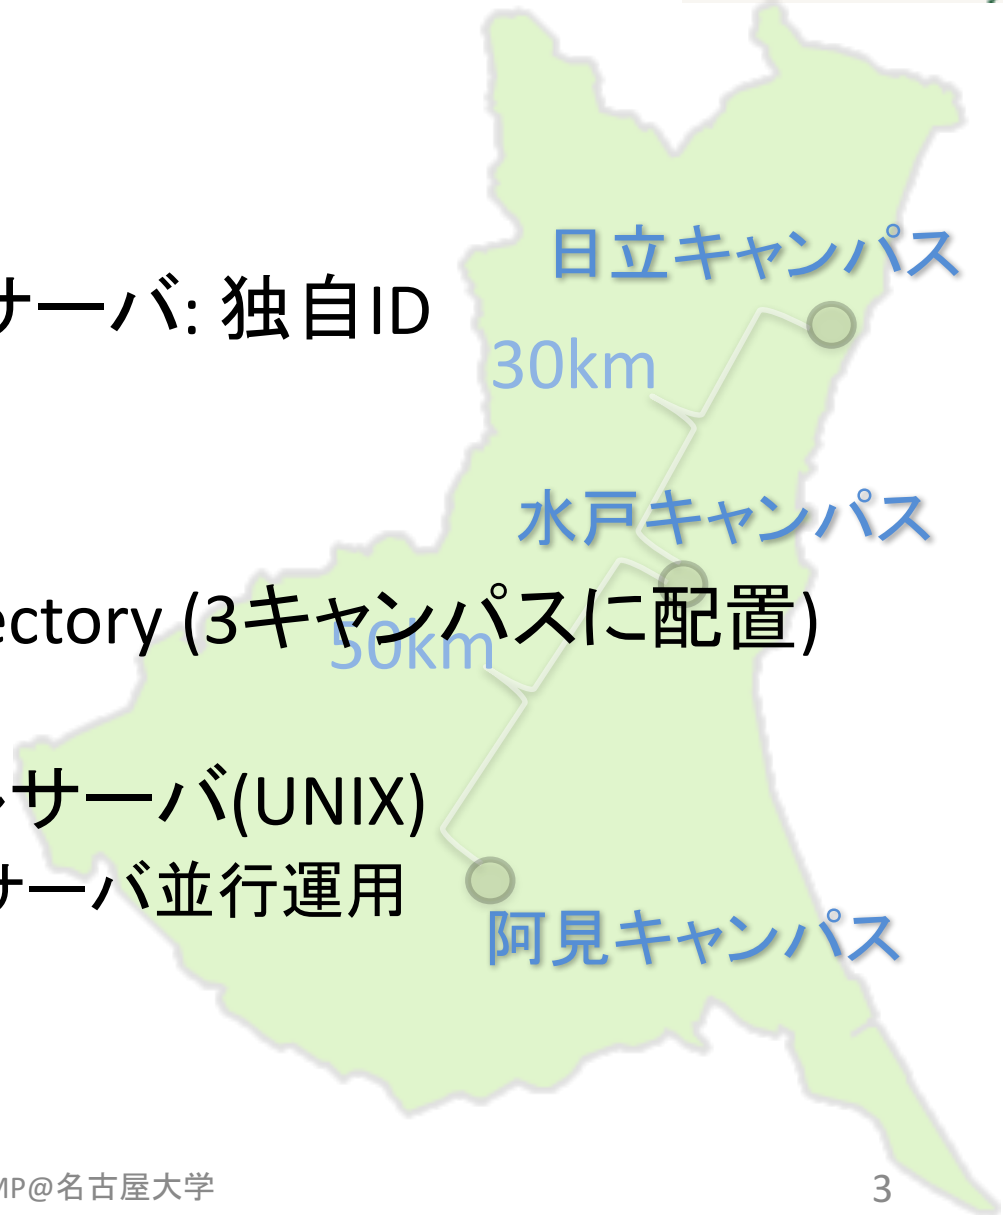 日立キャンパス
サーバ: 独自ID
30km
水戸キャンパス
ectory (3キャンパスに配置)
50km
サーバ(UNIX)
サーバ並行運用
阿見キャンパス
MP@名古屋大学
3